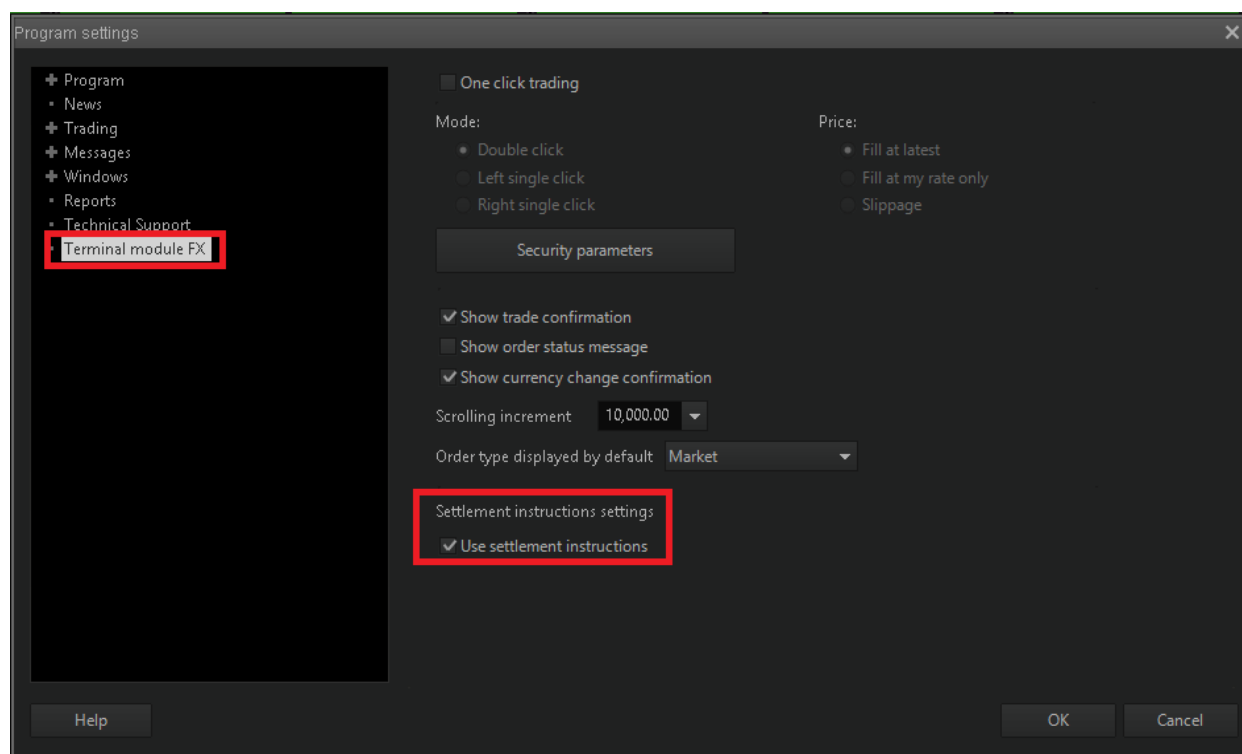 Program settings
Program
News
Trading
Messages
Windows
Reports
Technical Support
Terminal module FX
One click trading
Mode:
Double click
Left single click
Right single click
Price:
Fill at latest
Fill at my rate only
Slippage
Security parameters
Show trade confirmation
Show order status message
Show currency change confirmation
Scrolling increment 10,000.00
Order type displayed by default Market
Settlement instructions settings
Use settlement instructions
Help
OK
Cancel